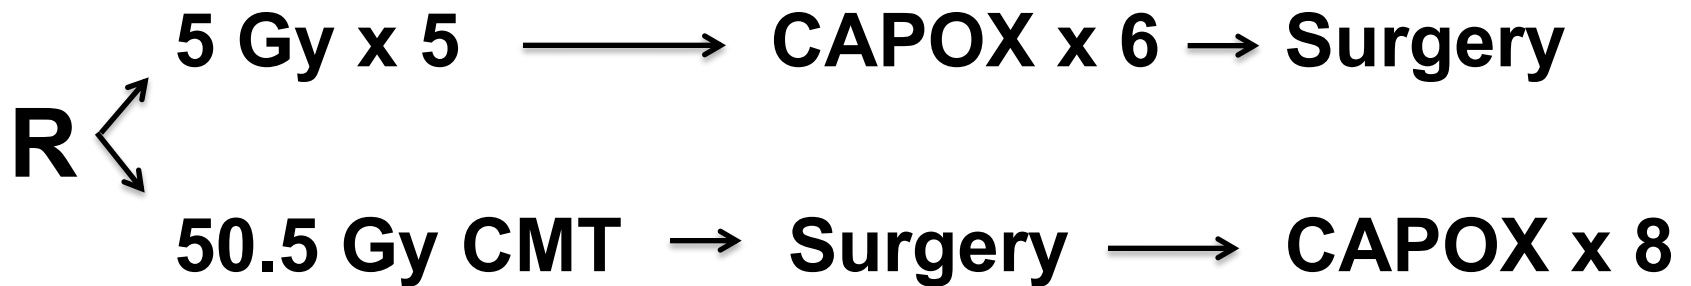 5 Gy x 5 → CAPOX x 6 → Surgery
R
50.5 Gy CMT → Surgery → CAPOX x 8